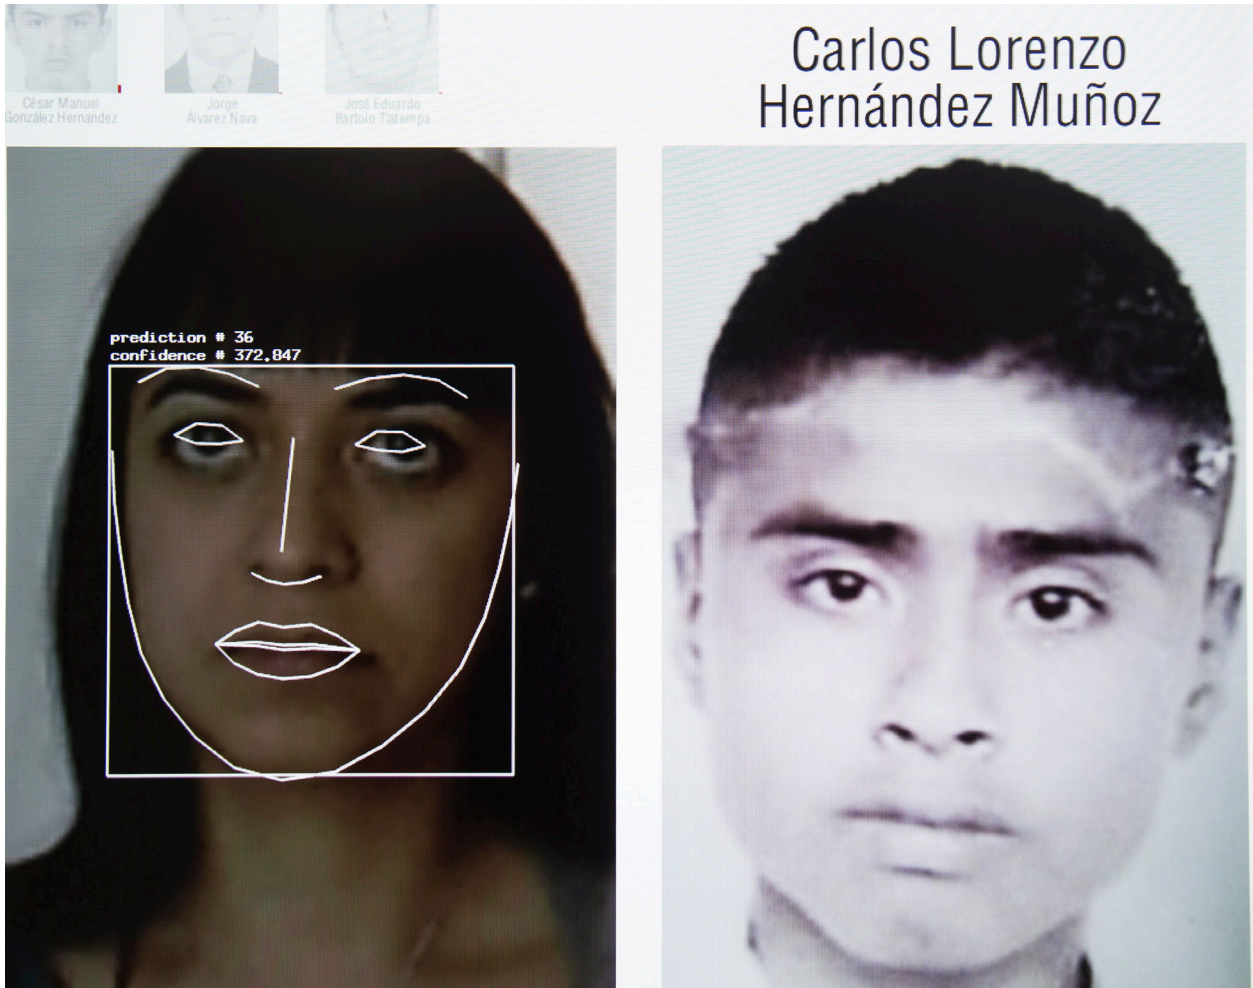 César Manuel
González Hernandez
Jorge
Álvarez Nava
José Eduardo
Bartolo Tlatempa
Carlos Lorenzo
Hernández Muñoz
prediction # 36
confidence # 372.847